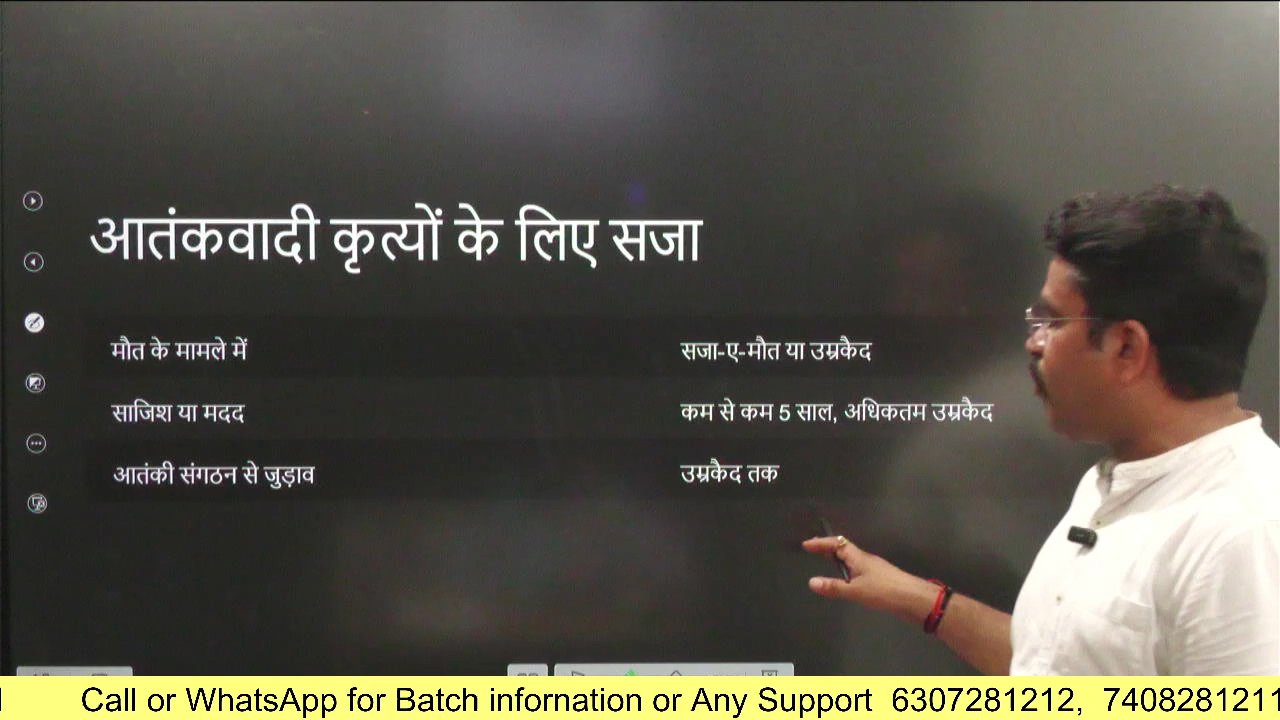 आतंकवादी कृत्यों के लिए सजा
मौत के मामले में सजा-ए-मौत या उम्रकैद
साजिश या मदद कम से कम 5 साल, अधिकतम उम्रकैद
आतंकी संगठन से जुड़ाव उम्रकैद तक
Call or WhatsApp for Batch infornation or Any Support 6307281212, 7408281211